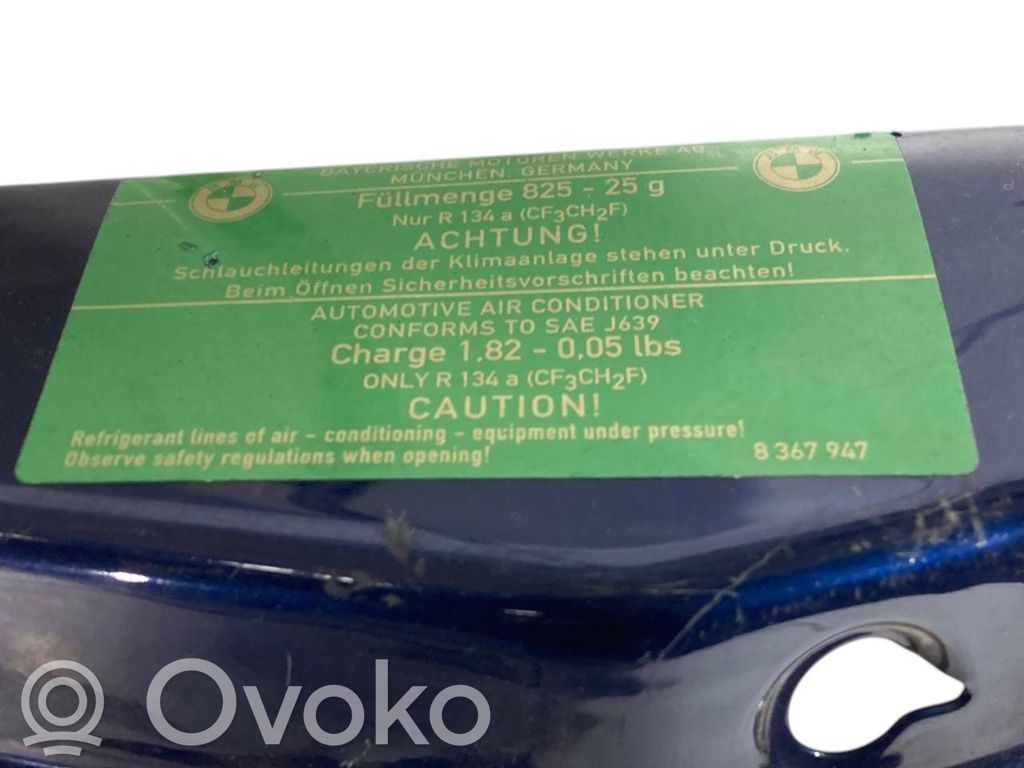 BAYERISCHE MOTOREN WERKE AG
MÜNCHEN, GERMANY
Füllmenge 825 - 25 g
Nur R 134 a (CF3CH2F)
ACHTUNG!
Schlauchleitungen der Klimaanlage stehen unter Druck.
Beim Öffnen Sicherheitsvorschriften beachten!
AUTOMOTIVE AIR CONDITIONER
CONFORMS TO SAE J639
Charge 1,82 - 0,05 lbs
ONLY R 134 a (CF3CH2F)
CAUTION!
Refrigerant lines of air - conditioning - equipment under pressure!
Observe safety regulations when opening!
8 367 947
Ovoko